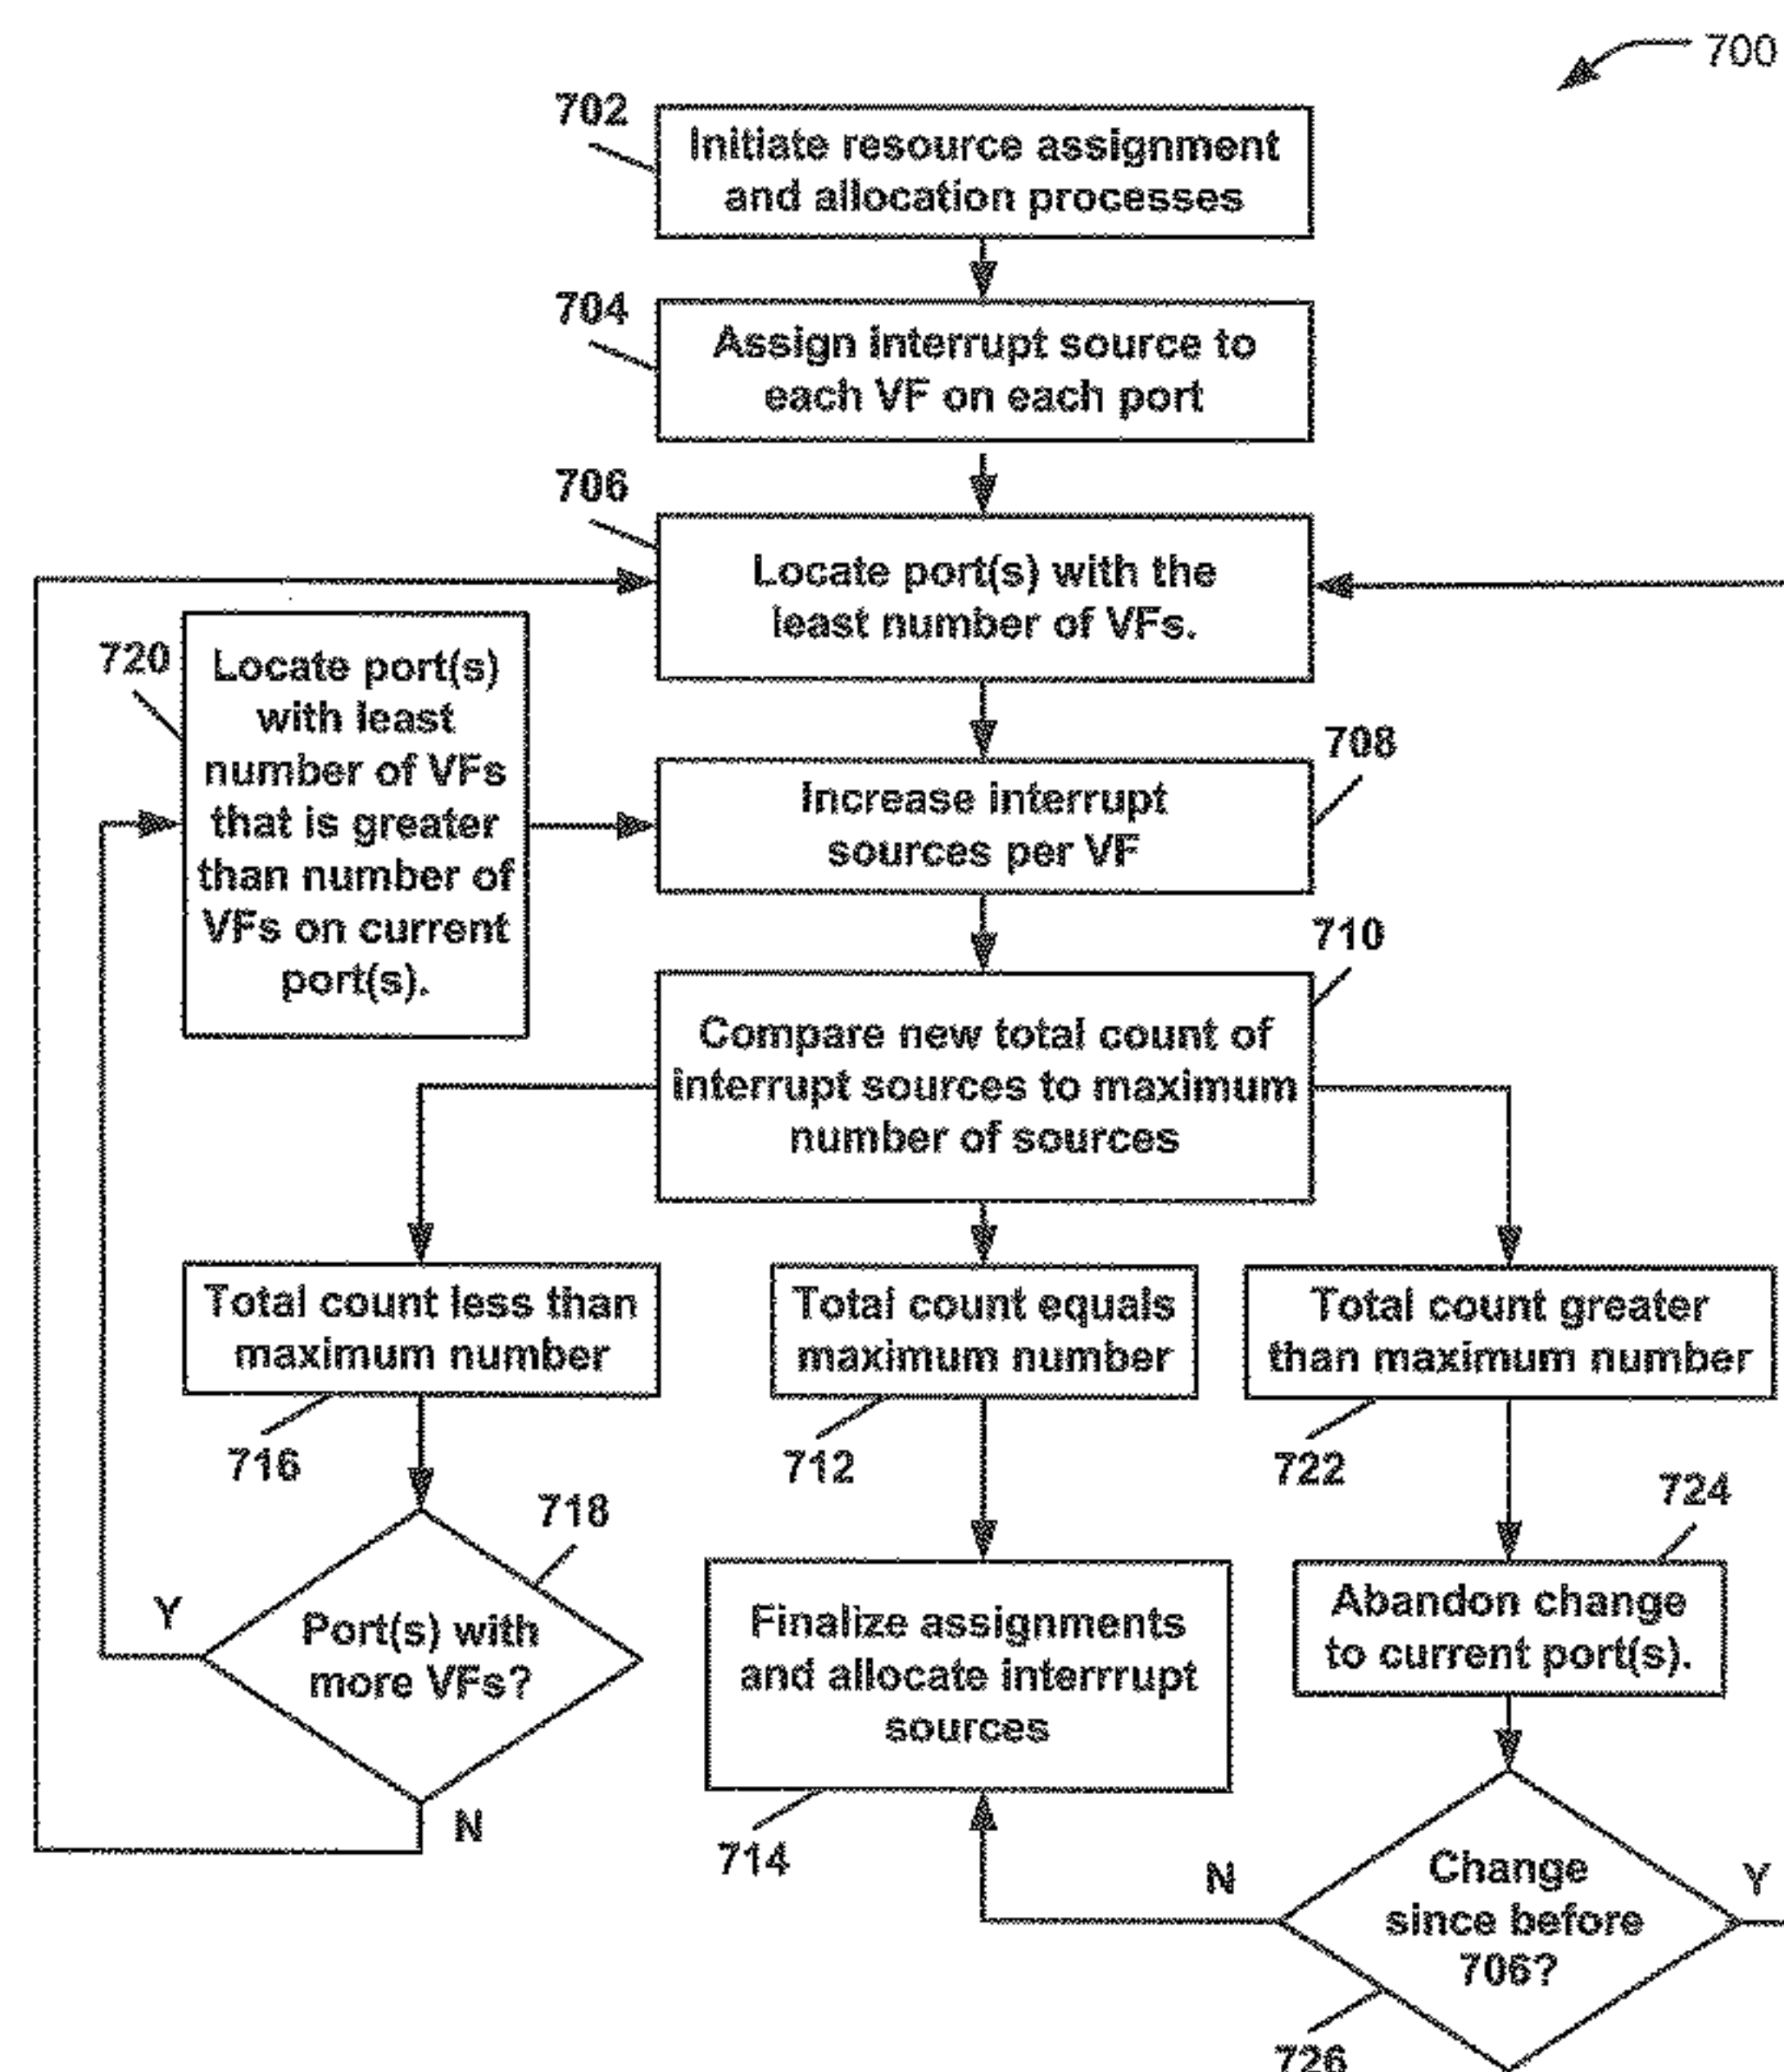 700
702
Initiate resource assignment
and allocation processes
704
Assign interrupt source to
each VF on each port
706
Locate port(s) with the
least number of VFs.
720
Locate port(s)
with least
number of VFs
that is greater
than number of
VFs on current
port(s).
708
Increase interrupt
sources per VF
710
Compare new total count of
interrupt sources to maximum
number of sources
Total count less than
maximum number
716
Total count equals
maximum number
712
Total count greater
than maximum number
722
718
Port(s) with
more VFs?
Y
N
Finalize assignments
and allocate interrrupt
sources
714
724
Abandon change
to current port(s).
Change
since before
706?
N
Y
726